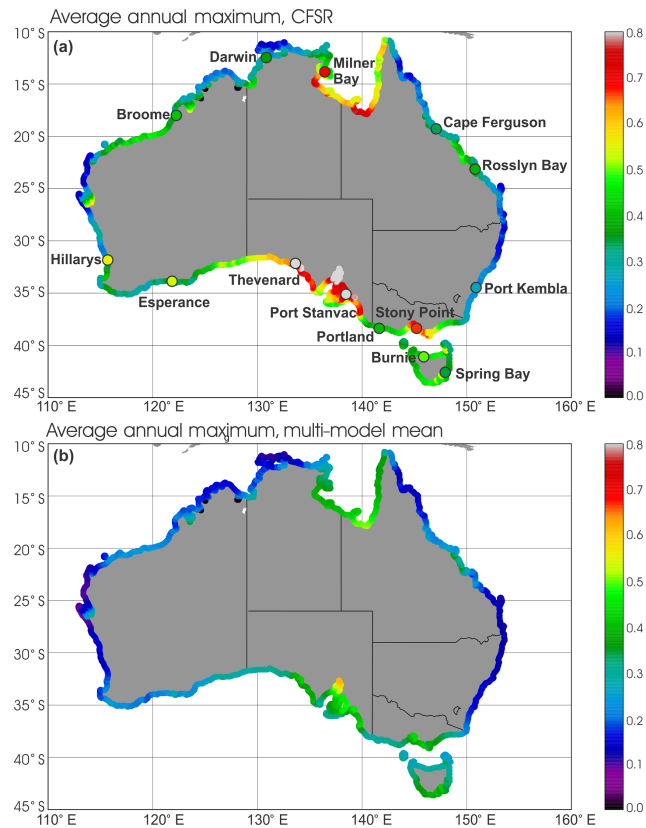 Average annual maximum, CFSR
10° S
(a)
Darwin
Milner
Bay
0.8
0.7
15° S
Broome
Cape Ferguson
0.6
20° S
Rosslyn Bay
0.5
25° S
0.4
30° S
Hillarys
0.3
Thevenard
Port Kembla
35° S
Esperance
Port Stanvac
Stony Point
0.2
Portland
40° S
Burnie
0.1
Spring Bay
0.0
45° S
110° E
120° E
130° E
140° E
150° E
160° E
Average annual maximum, multi-model mean
10° S
(b)
0.8
0.7
15° S
0.6
20° S
0.5
25° S
0.4
30° S
0.3
35° S
0.2
40° S
0.1
0.0
45° S
110° E
120° E
130° E
140° E
150° E
160° E